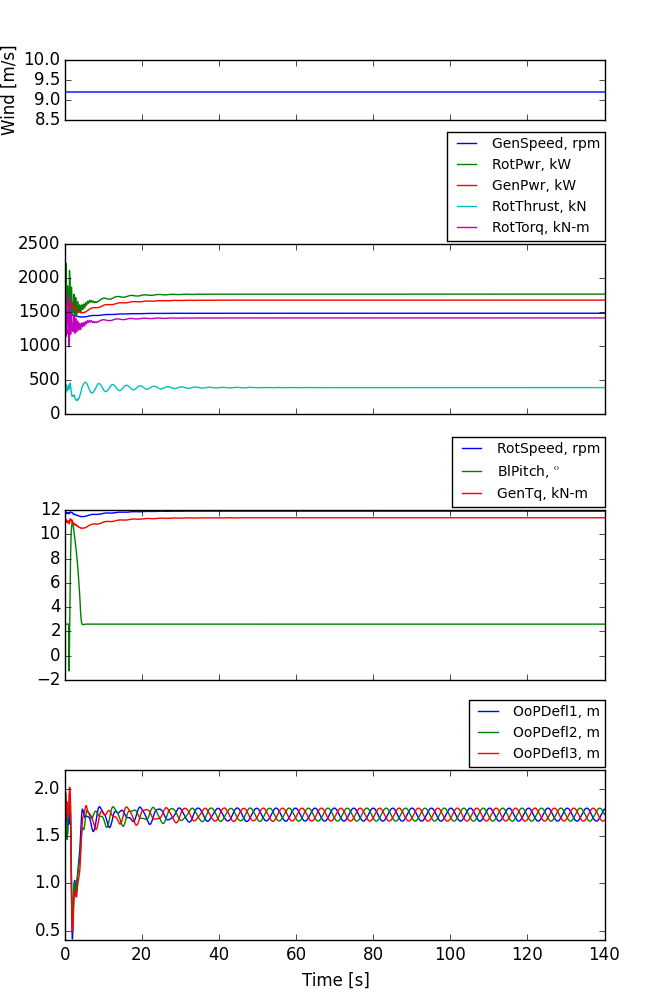 Wind [m/s]
10.0
9.5
9.0
8.5
GenSpeed, rpm
RotPwr, kW
GenPwr, kW
RotThrust, kN
RotTorq, kN-m
2500
2000
1500
1000
500
0
RotSpeed, rpm
BlPitch, °
GenTq, kN-m
12
10
8
6
4
2
0
−2
OoPDefl1, m
OoPDefl2, m
OoPDefl3, m
2.0
1.5
1.0
0.5
0 20 40 60 80 100 120 140
Time [s]